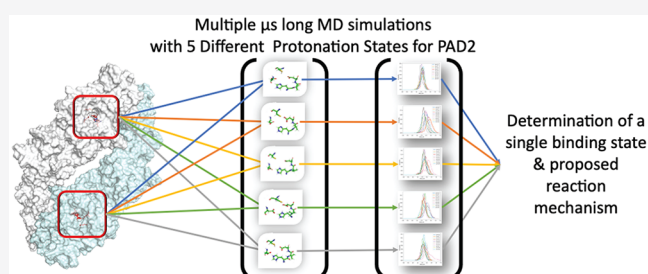 Multiple µs long MD simulations
with 5 Different Protonation States for PAD2
Determination of a
single binding state
& proposed
reaction
mechanism